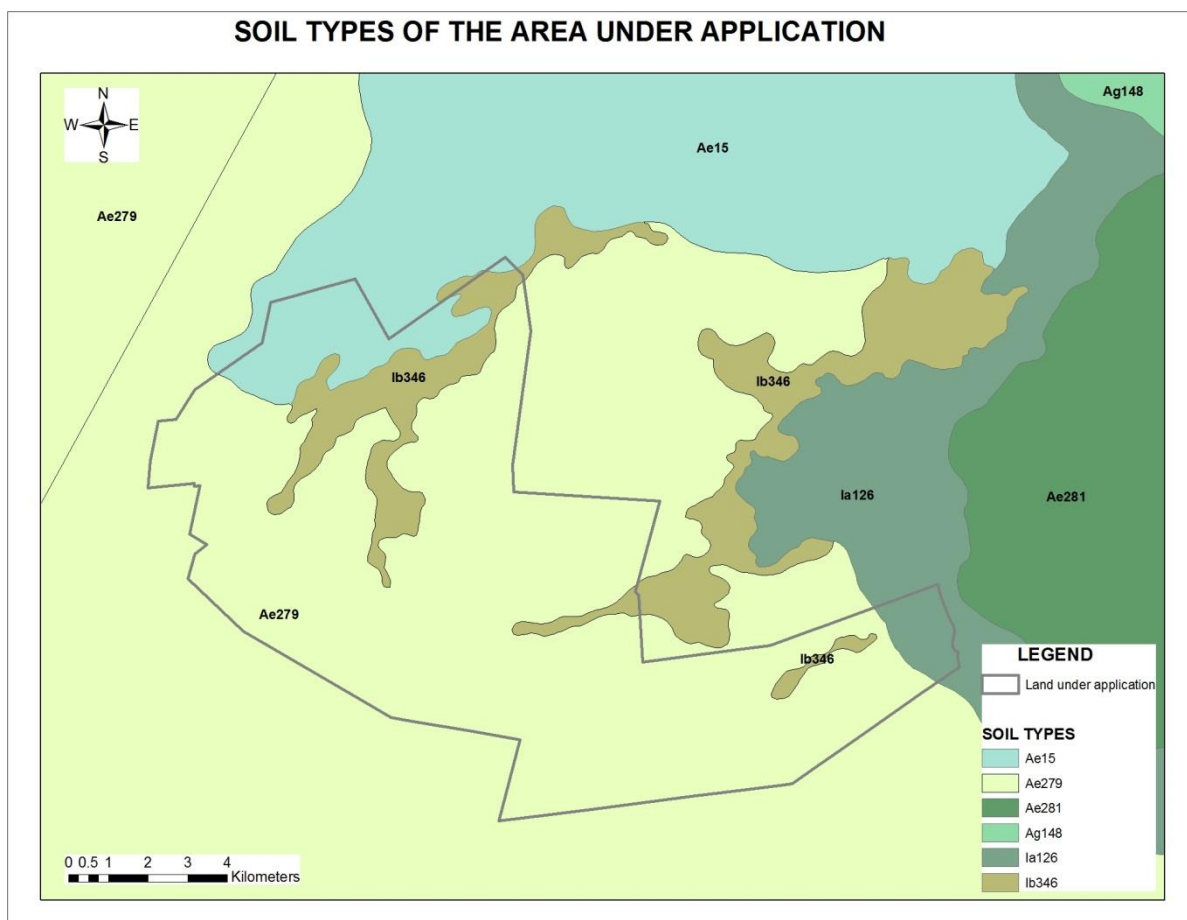 SOIL TYPES OF THE AREA UNDER APPLICATION
N
W E
S
Ag148
Ae15
Ae279
Ib346
Ib346
Ia126
Ae281
Ae279
Ib346
LEGEND
Land under application
SOIL TYPES
Ae15
Ae279
Ae281
Ag148
Ia126
Ib346
0 0.5 1 2 3 4
Kilometers